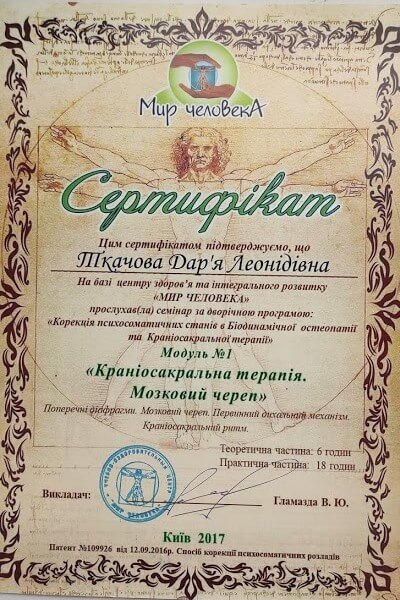 Мир человекА
Сертифікат
Цим сертифікатом підтверджуємо, що
Ткачова Дар'я Леонідівна
На базі центру здоров'я та інтегрального розвитку
«МИР ЧЕЛОВЕКА»
прослухав(ла) семінар за дворічною програмою:
«Корекція психосоматичних станів в Біодинамічної остеопатії
та Краніосакральної терапії»
Модуль №1
«Краніосакральна терапія.
Мозковий череп»
Поперечні діафрагми. Мозковий череп. Первинний дихальний механізм.
Краніосакральний ритм.
Теоретична частина: 6 годин
Практична частина: 18 годин
Викладач:
Гламазда В. Ю.
Київ 2017
Патент №109926 від 12.09.2016р. Спосіб корекції психосоматичних розладів